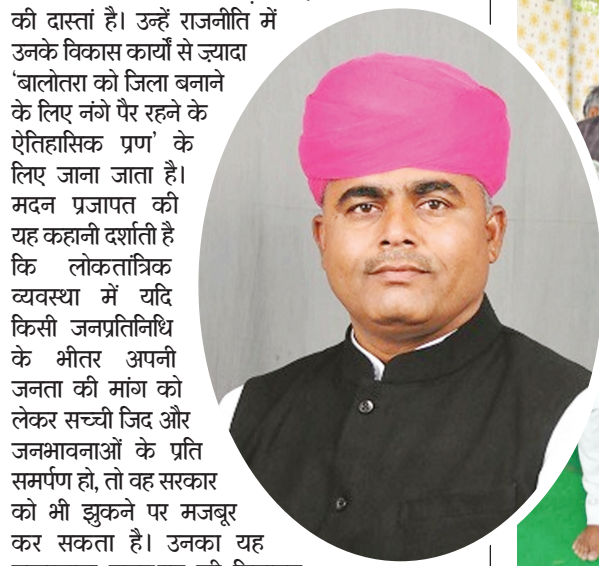 की दास्तां है। उन्हें राजनीति में
उनके विकास कार्यों से ज़्यादा
‘बालोतरा को जिला बनाने
के लिए नंगे पैर रहने के
ऐतिहासिक प्रण’ के
लिए जाना जाता है।
मदन प्रजापत की
यह कहानी दर्शाती है
कि लोकतांत्रिक
व्यवस्था में यदि
किसी जनप्रतिनिधि
के भीतर अपनी
जनता की मांग को
लेकर सच्ची जिद और
जनभावनाओं के प्रति
समर्पण हो, तो वह सरकार
को भी झुकने पर मजबूर
कर सकता है। उनका यह